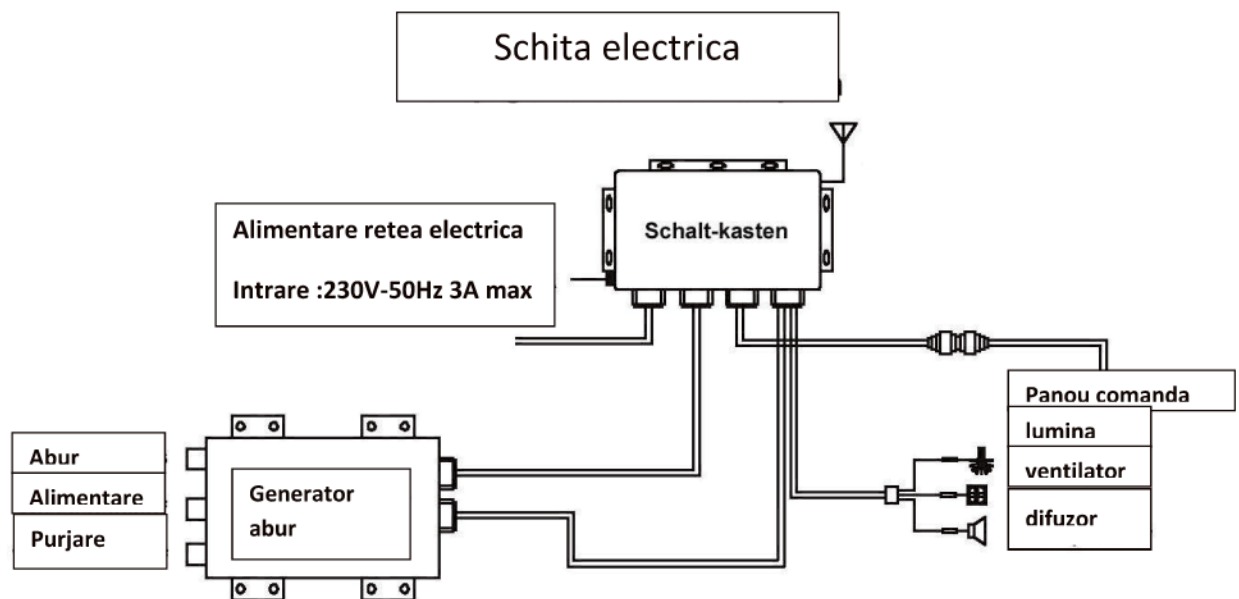 Schita electrica
Schalt-kasten
Alimentare retea electrica
Intrare :230V-50Hz 3A max
Panou comanda
lumina
ventilator
difuzor
Abur
Alimentare
Purjare
Generator
abur